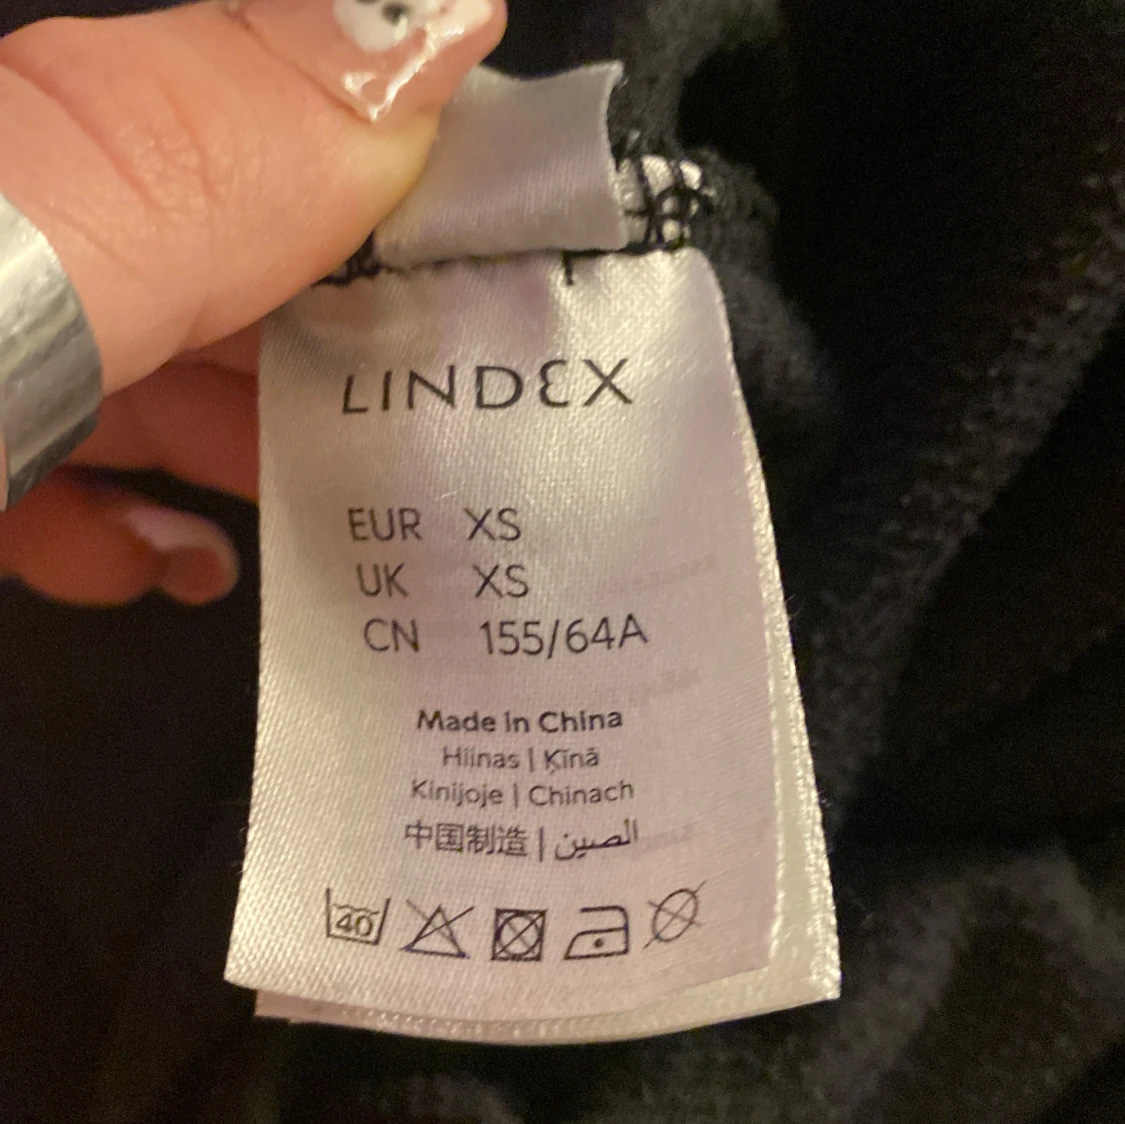 LINDEX
EUR XS
UK XS
CN 155/64A
Made in China
Hiinas | Ķīnā
Kinijoje | Chinach
中国制造 | الصين
40